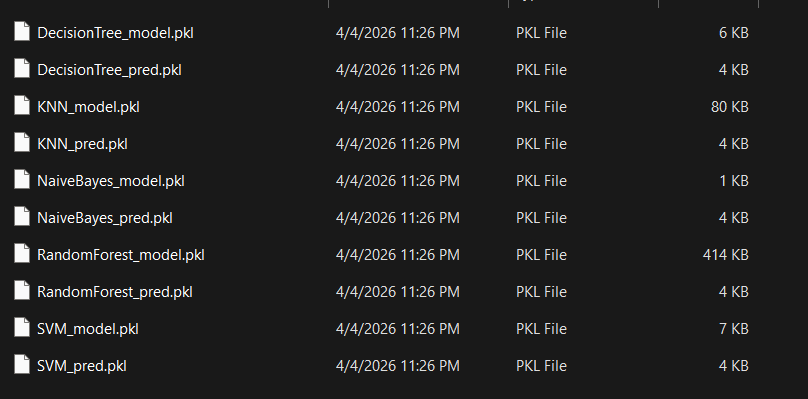 DecisionTree_model.pkl 4/4/2026 11:26 PM PKL File 6 KB
DecisionTree_pred.pkl 4/4/2026 11:26 PM PKL File 4 KB
KNN_model.pkl 4/4/2026 11:26 PM PKL File 80 KB
KNN_pred.pkl 4/4/2026 11:26 PM PKL File 4 KB
NaiveBayes_model.pkl 4/4/2026 11:26 PM PKL File 1 KB
NaiveBayes_pred.pkl 4/4/2026 11:26 PM PKL File 4 KB
RandomForest_model.pkl 4/4/2026 11:26 PM PKL File 414 KB
RandomForest_pred.pkl 4/4/2026 11:26 PM PKL File 4 KB
SVM_model.pkl 4/4/2026 11:26 PM PKL File 7 KB
SVM_pred.pkl 4/4/2026 11:26 PM PKL File 4 KB